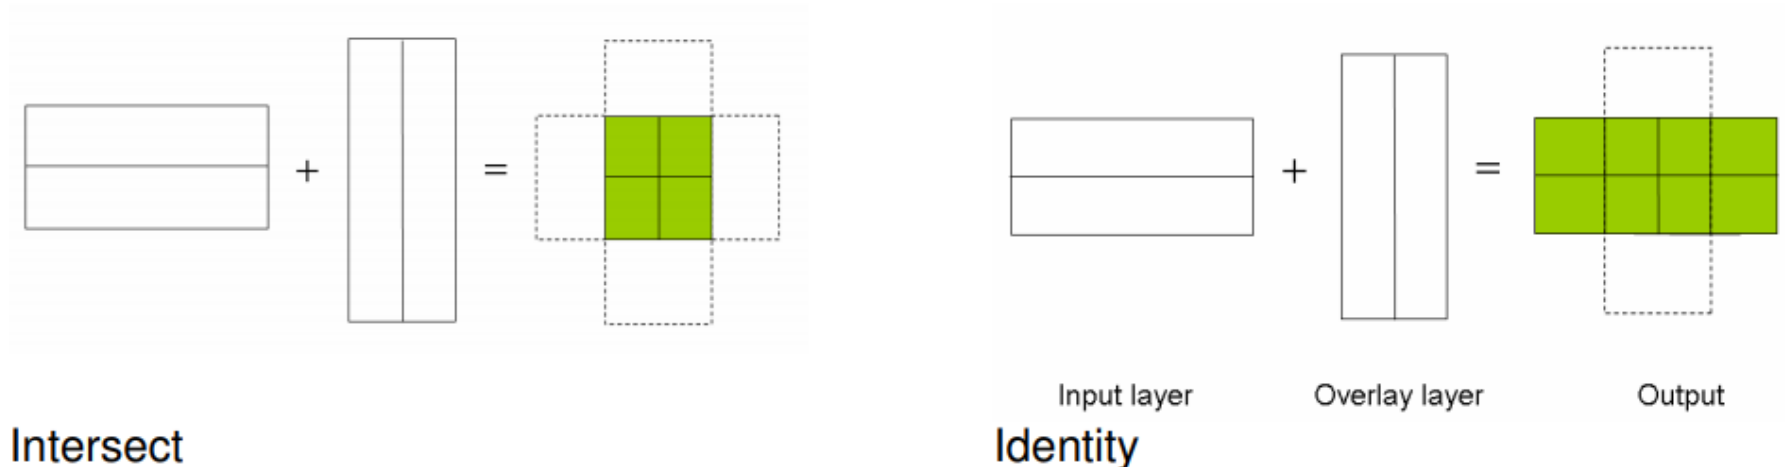 + =
+ =
Input layer Overlay layer Output
Intersect
Identity